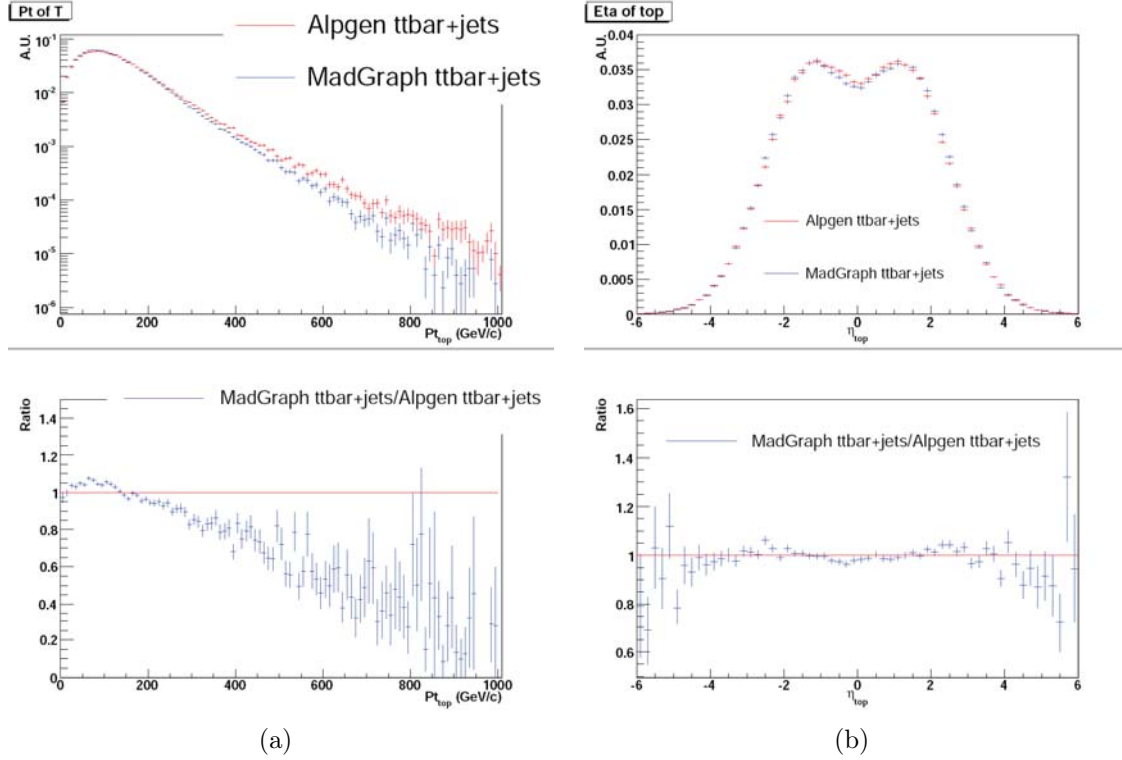 Pt of T
Alpgen ttbar+jets
MadGraph ttbar+jets
A.U.
10⁻¹
10⁻²
10⁻³
10⁻⁴
10⁻⁵
10⁻⁶
0 200 400 600 800 1000
Pt_top (GeV/c)
Eta of top
A.U.
0.04
0.035
0.03
0.025
0.02
0.015
0.01
0.005
0
Alpgen ttbar+jets
MadGraph ttbar+jets
-6 -4 -2 0 2 4 6
η_top
MadGraph ttbar+jets/Alpgen ttbar+jets
Ratio
1.4
1.2
1
0.8
0.6
0.4
0.2
0
0 200 400 600 800 1000
Pt_top (GeV/c)
(a)
Ratio
1.6
1.4
1.2
1
0.8
0.6
MadGraph ttbar+jets/Alpgen ttbar+jets
-6 -4 -2 0 2 4 6
η_top
(b)